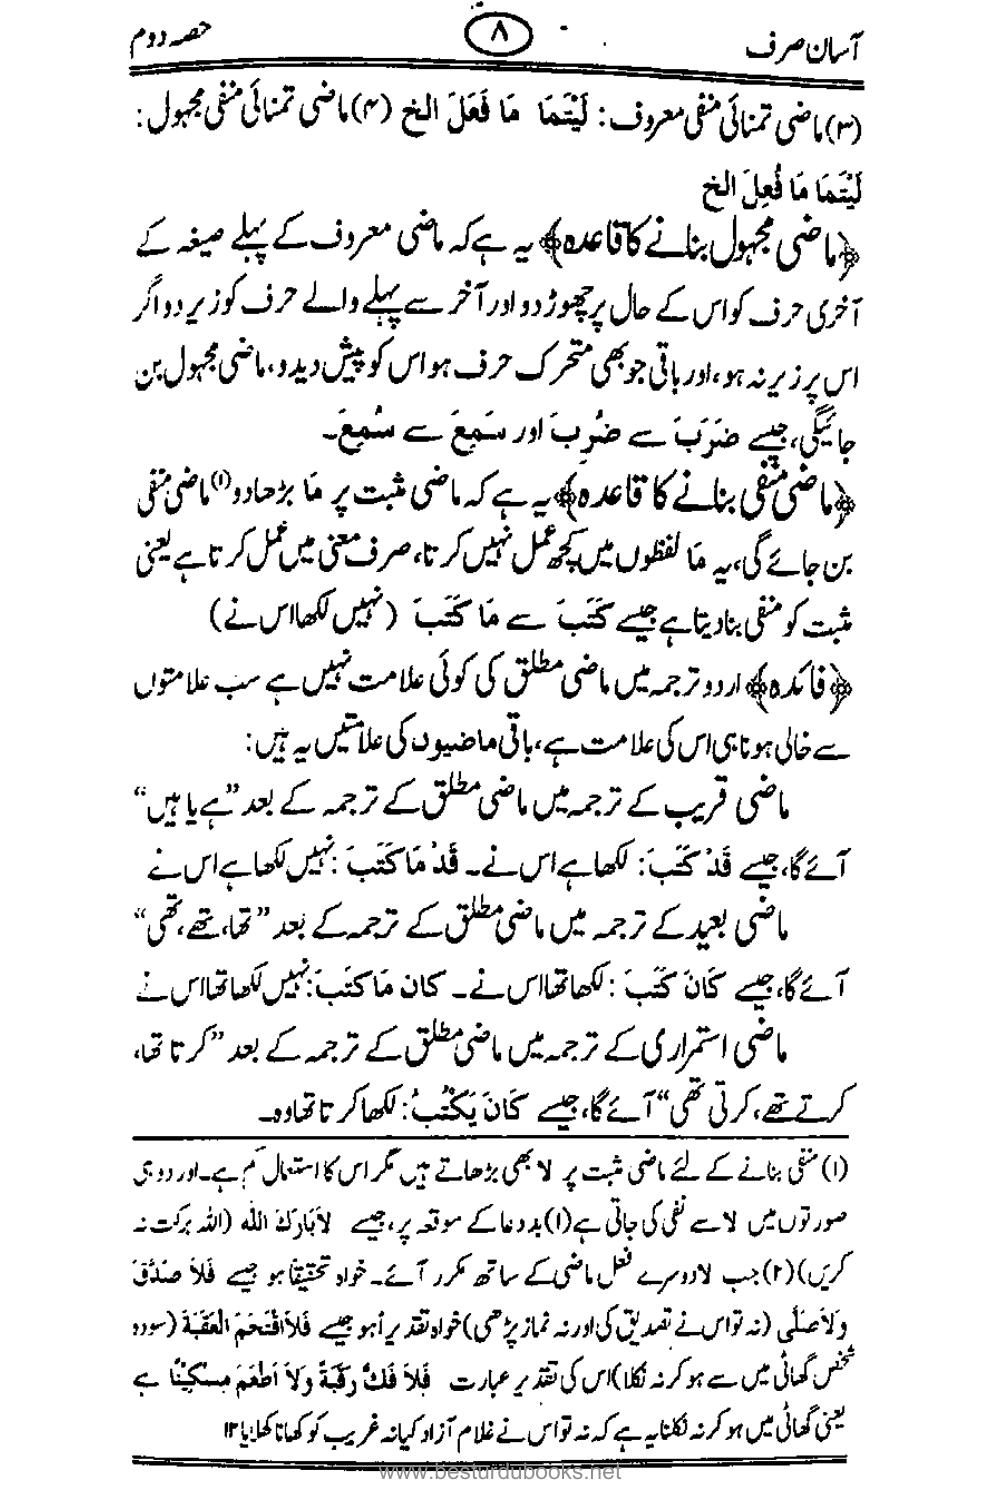 آسان صرف ۸ حصہ دوم
(۳) ماضی تمنائی منفی معروف: لَيْتَمَا مَا فَعَلَ الخ (۴) ماضی تمنائی منفی مجہول:
لَيْتَمَا مَا فُعِلَ الخ
﴿ماضی مجہول بنانے کا قاعدہ﴾ یہ ہے کہ ماضی معروف کے پہلے صیغہ کے
آخری حرف کو اس کے حال پر چھوڑ دو اور آخر سے پہلے والے حرف کو زیر دو اگر
اس پر زیر نہ ہو، اور باقی جو بھی متحرک حرف ہو اس کو پیش دیدو، ماضی مجہول بن
جائیگی، جیسے ضَرَبَ سے ضُرِبَ اور سَمِعَ سے سُمِعَ۔
﴿ماضی منفی بنانے کا قاعدہ﴾ یہ ہے کہ ماضی مثبت پر مَا بڑھا دو(۱) ماضی منفی
بن جائے گی، یہ مَا لفظوں میں کچھ عمل نہیں کرتا، صرف معنی میں عمل کرتا ہے یعنی
مثبت کو منفی بنا دیتا ہے جیسے کَتَبَ سے مَا کَتَبَ (نہیں لکھا اس نے)
﴿فائدہ﴾ اردو ترجمہ میں ماضی مطلق کی کوئی علامت نہیں ہے سب علامتوں
سے خالی ہونا ہی اس کی علامت ہے، باقی ماضیوں کی علامتیں یہ ہیں:
ماضی قریب کے ترجمہ میں ماضی مطلق کے ترجمہ کے بعد ”ہے یا ہیں“
آئے گا، جیسے قَدْ کَتَبَ: لکھا ہے اس نے۔ قَدْ مَا کَتَبَ: نہیں لکھا ہے اس نے
ماضی بعید کے ترجمہ میں ماضی مطلق کے ترجمہ کے بعد ”تھا، تھے، تھی“
آئے گا، جیسے کَانَ کَتَبَ: لکھا تھا اس نے۔ کان مَا کتَبَ: نہیں لکھا تھا اس نے
ماضی استمراری کے ترجمہ میں ماضی مطلق کے ترجمہ کے بعد ”کرتا تھا،
کرتے تھے، کرتی تھی“ آئے گا، جیسے کَانَ یَکْتُبُ: لکھا کرتا تھا وہ۔
(۱) منفی بنانے کے لئے ماضی مثبت پر لا بھی بڑھاتے ہیں مگر اس کا استعمال کم ہے۔ اور دو ہی
صورتوں میں لا سے نفی کی جاتی ہے (۱) بددعا کے موقعہ پر، جیسے لاَ بَارَكَ الله (اللہ برکت نہ
کریں) (۲) جب لا دوسرے فعل ماضی کے ساتھ مکرر آئے۔ خواہ تحقیقاً ہو جیسے فَلاَ صَدَّقَ
وَلاَ صَلّٰى (نہ تو اس نے تصدیق کی اور نہ نماز پڑھی) خواہ تقدیراً ہو جیسے فَلاَ اقْتَحَمَ الْعَقَبَةَ (سو وہ
شخص گھاٹی میں سے ہو کر نہ نکلا) اس کی تقدیر عبارت فَلاَ فَكَّ رَقَبَةً وَلاَ اَطْعَمَ مِسْكِيْنًا ہے
یعنی گھاٹی میں ہو کر نہ نکلنا یہ ہے کہ نہ تو اس نے غلام آزاد کیا نہ غریب کو کھانا کھلایا ۱۲
www.besturdubooks.net